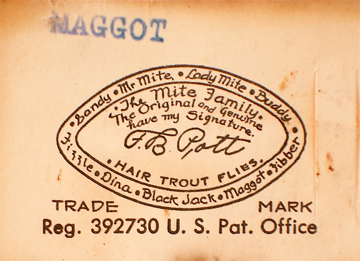 MAGGOT
Bandy • Mr Mite • Lady Mite • Buddy •
The Mite Family.
The Original and Genuine
have my Signature.
F. B. Pott
• HAIR TROUT FLIES.
Fizzle • Dina • Black Jack • Maggot • Fibber
TRADE MARK
Reg. 392730 U. S. Pat. Office